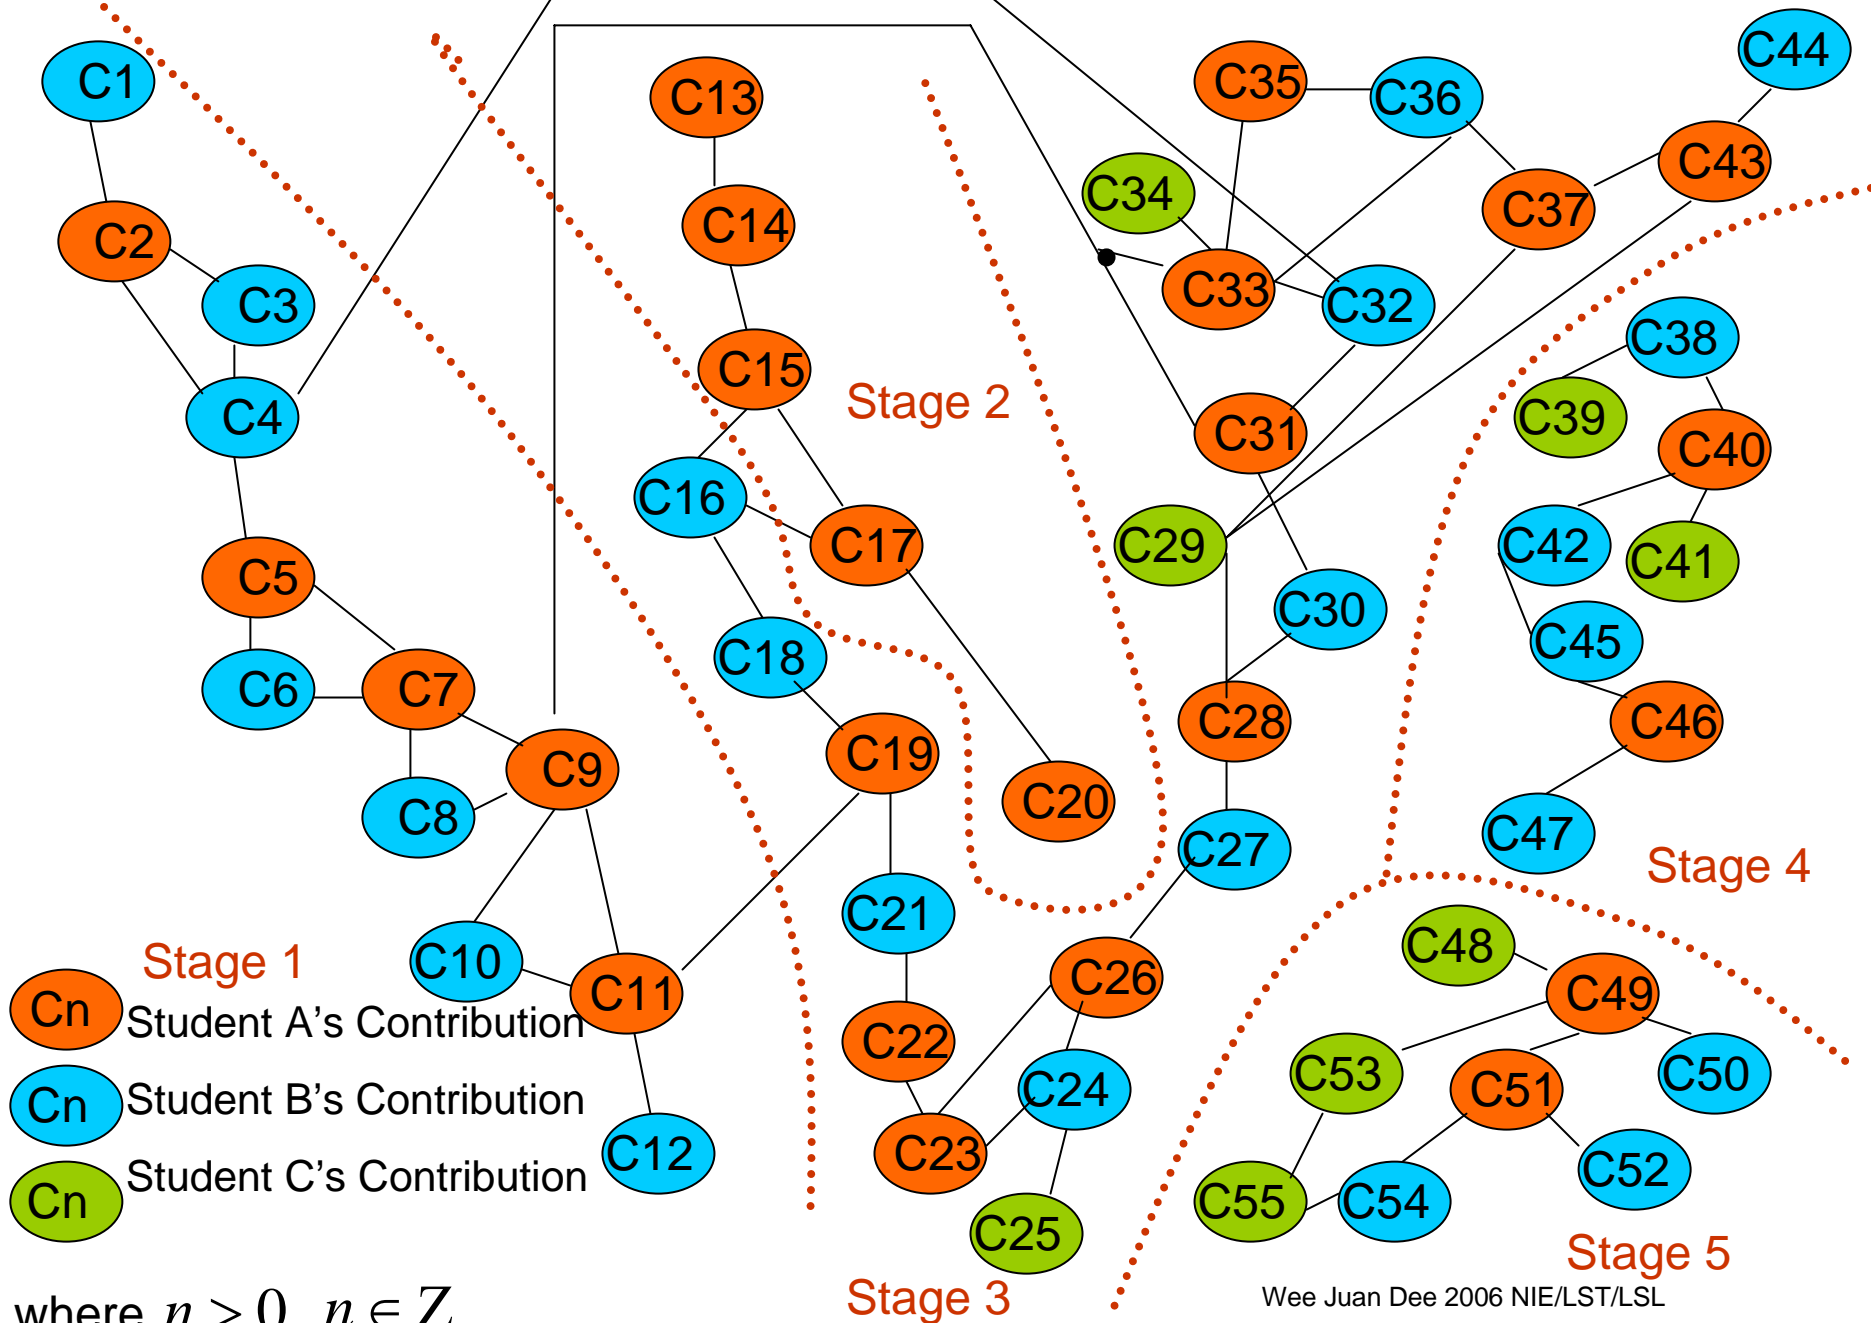 C1
C2
C3
C4
C5
C6
C7
C8
C9
C10
C11
C12
Stage 1
C13
C14
C15
C16
C17
C18
C19
C20
Stage 2
C21
C22
C23
C24
C25
C26
C27
C28
C29
C30
C31
C32
C33
C34
C35
C36
C37
C43
C44
Stage 3
C38
C39
C40
C41
C42
C45
C46
C47
Stage 4
C48
C49
C50
C51
C52
C53
C54
C55
Stage 5
Cn Student A's Contribution
Cn Student B's Contribution
Cn Student C's Contribution
where n > 0 n ∈ Z
Wee Juan Dee 2006 NIE/LST/LSL